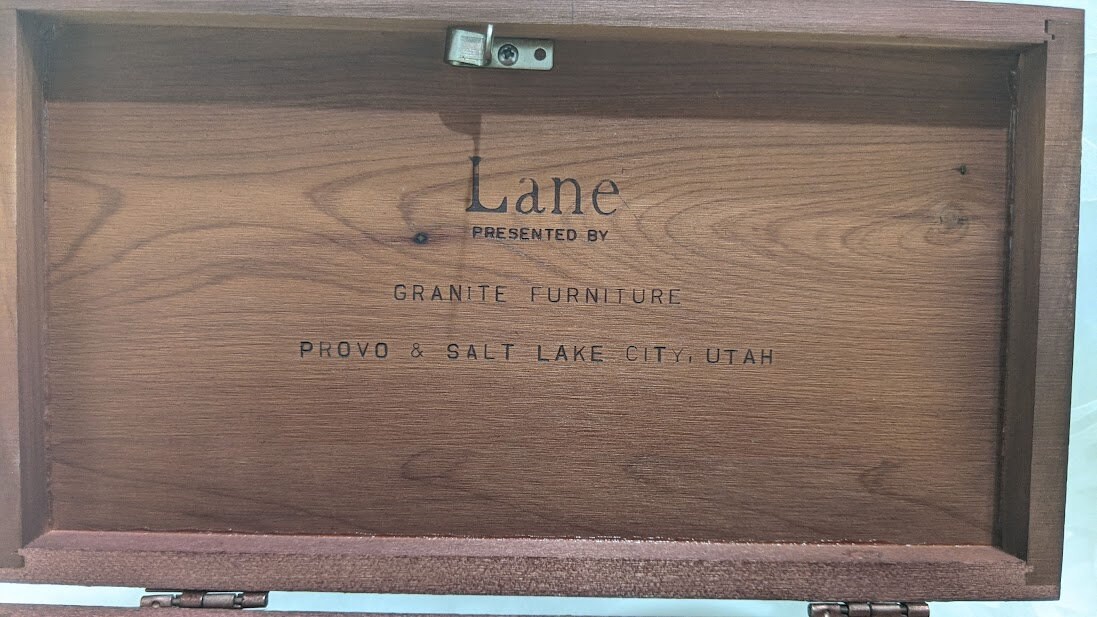 Lane
PRESENTED BY
GRANITE FURNITURE
PROVO & SALT LAKE CITY, UTAH